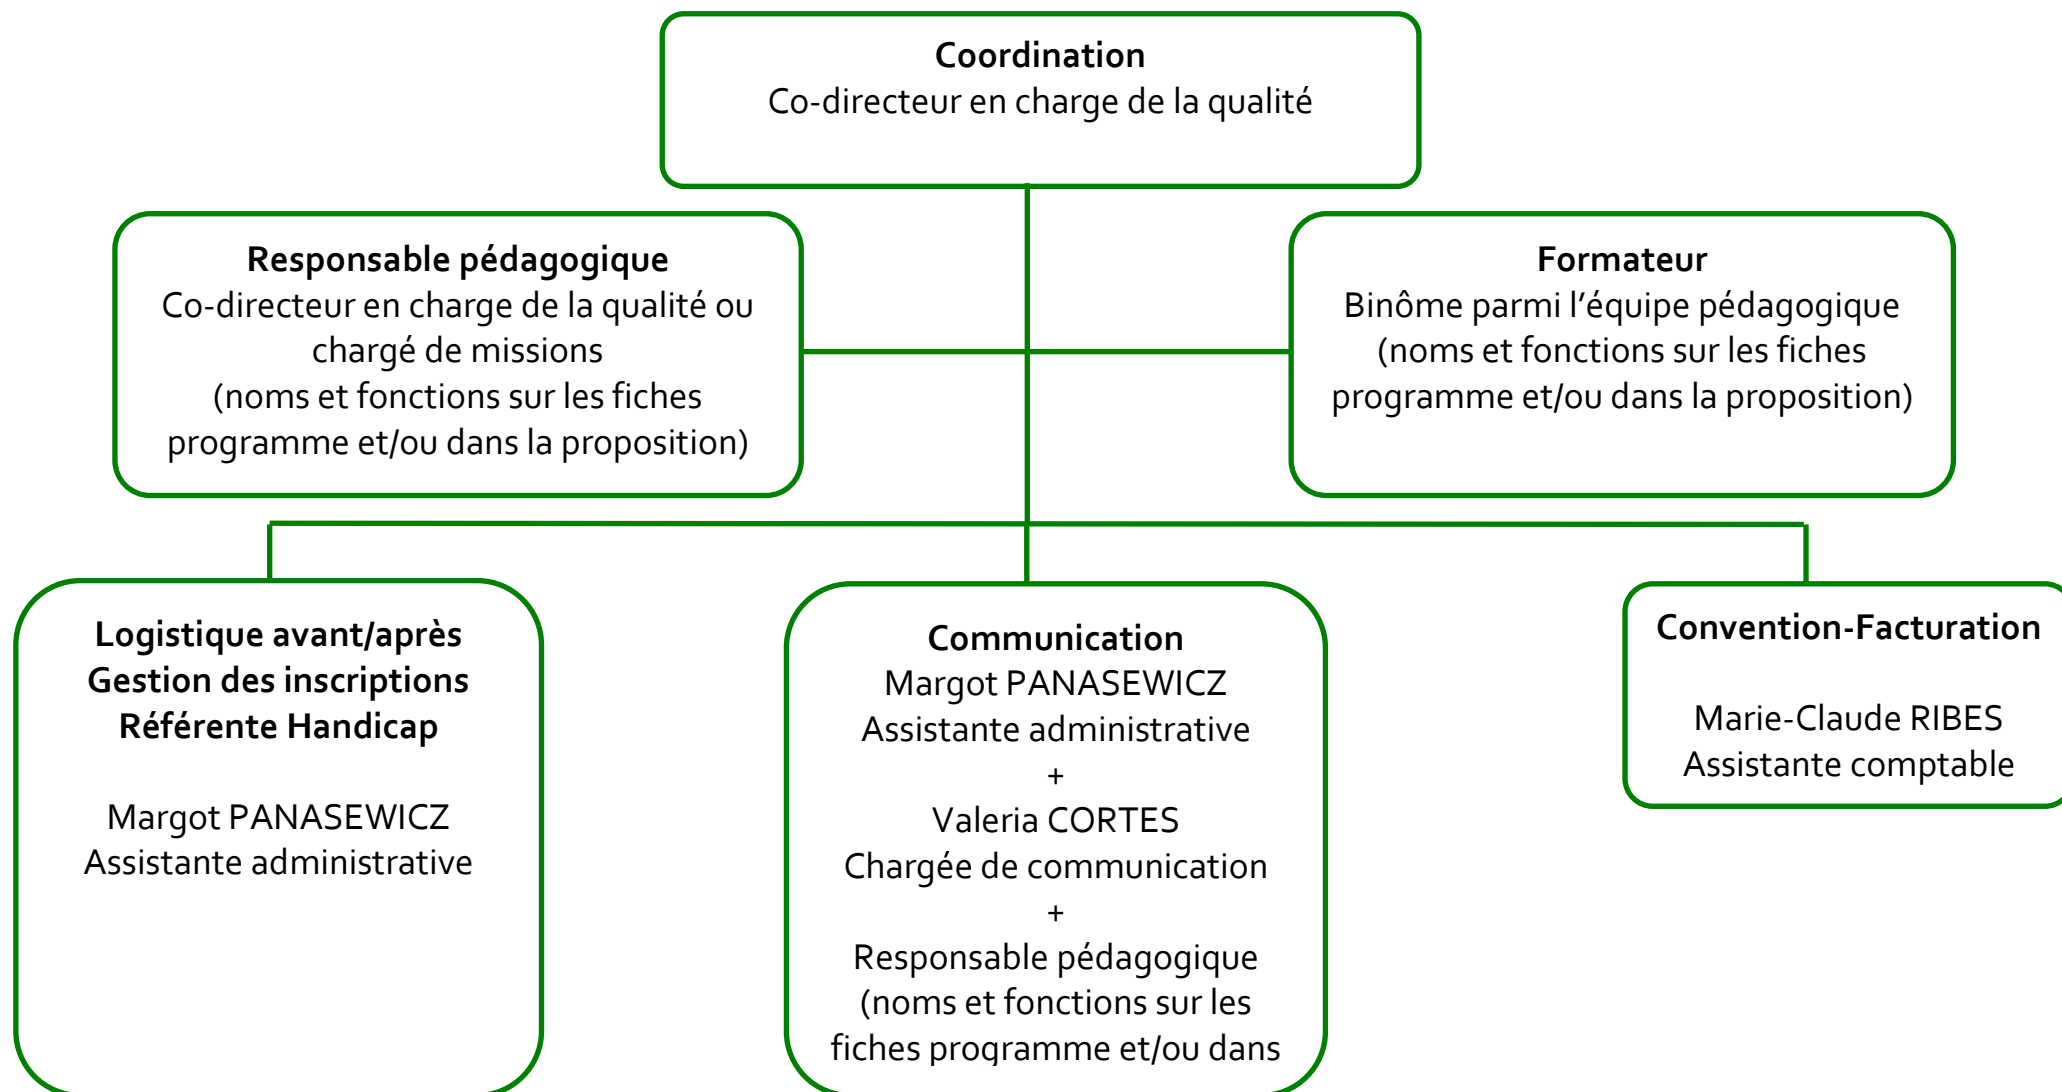 Coordination
Co-directeur en charge de la qualité
Responsable pédagogique
Co-directeur en charge de la qualité ou
chargé de missions
(noms et fonctions sur les fiches
programme et/ou dans la proposition)
Formateur
Binôme parmi l’équipe pédagogique
(noms et fonctions sur les fiches
programme et/ou dans la proposition)
Logistique avant/après
Gestion des inscriptions
Référente Handicap
Margot PANASEWICZ
Assistante administrative
Communication
Margot PANASEWICZ
Assistante administrative
+
Valeria CORTES
Chargée de communication
+
Responsable pédagogique
(noms et fonctions sur les
fiches programme et/ou dans
Convention-Facturation
Marie-Claude RIBES
Assistante comptable